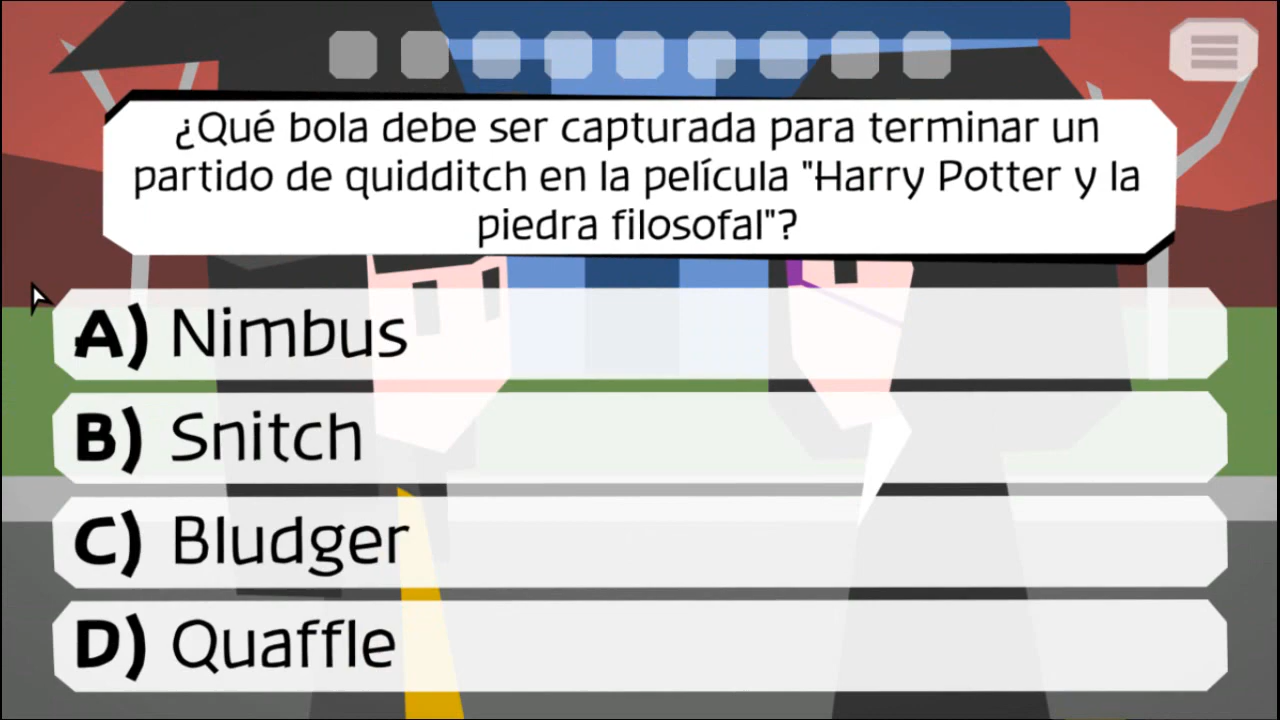 ¿Qué bola debe ser capturada para terminar un
partido de quidditch en la película "Harry Potter y la
piedra filosofal"?
A) Nimbus
B) Snitch
C) Bludger
D) Quaffle